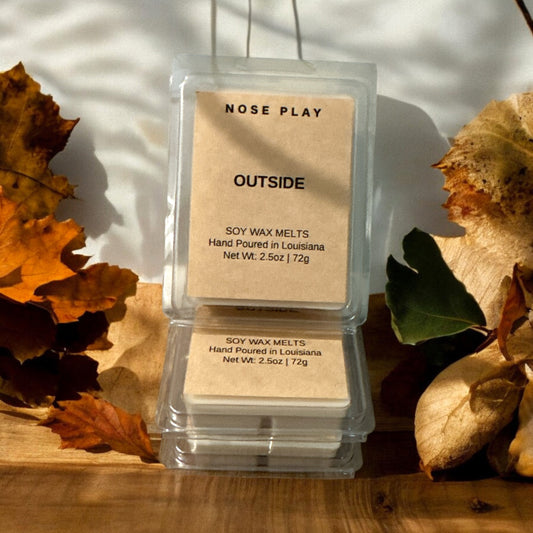 NOSE PLAY
OUTSIDE
SOY WAX MELTS
Hand Poured in Louisiana
Net Wt: 2.5oz | 72g
OUTSIDE
SOY WAX MELTS
Hand Poured in Louisiana
Net Wt: 2.5oz | 72g